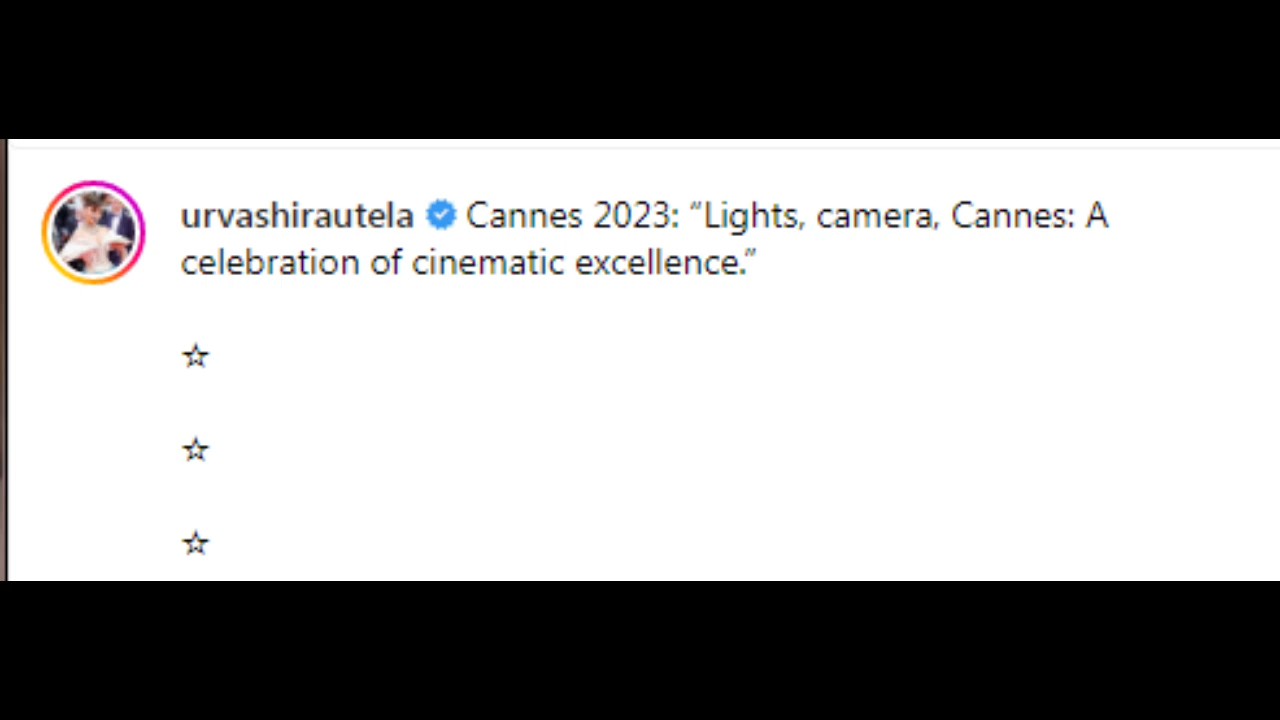 urvashirautela Cannes 2023: “Lights, camera, Cannes: A
celebration of cinematic excellence.”
☆
☆
☆